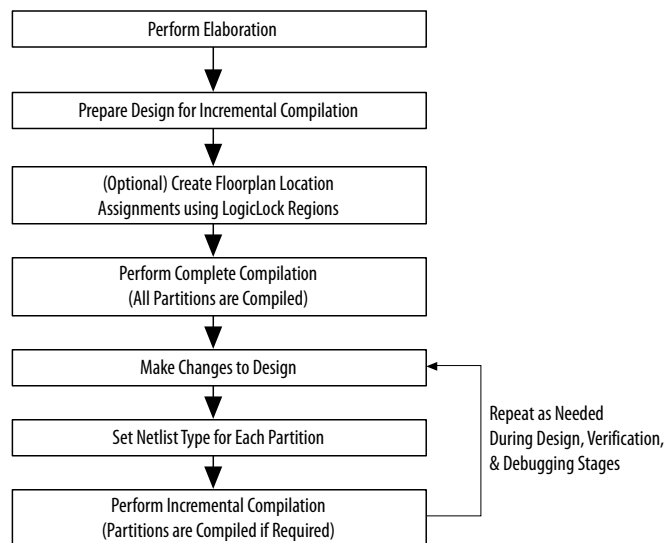 Perform Elaboration
Prepare Design for Incremental Compilation
(Optional) Create Floorplan Location
Assignments using LogicLock Regions
Perform Complete Compilation
(All Partitions are Compiled)
Make Changes to Design
Repeat as Needed
During Design, Verification,
& Debugging Stages
Set Netlist Type for Each Partition
Perform Incremental Compilation
(Partitions are Compiled if Required)